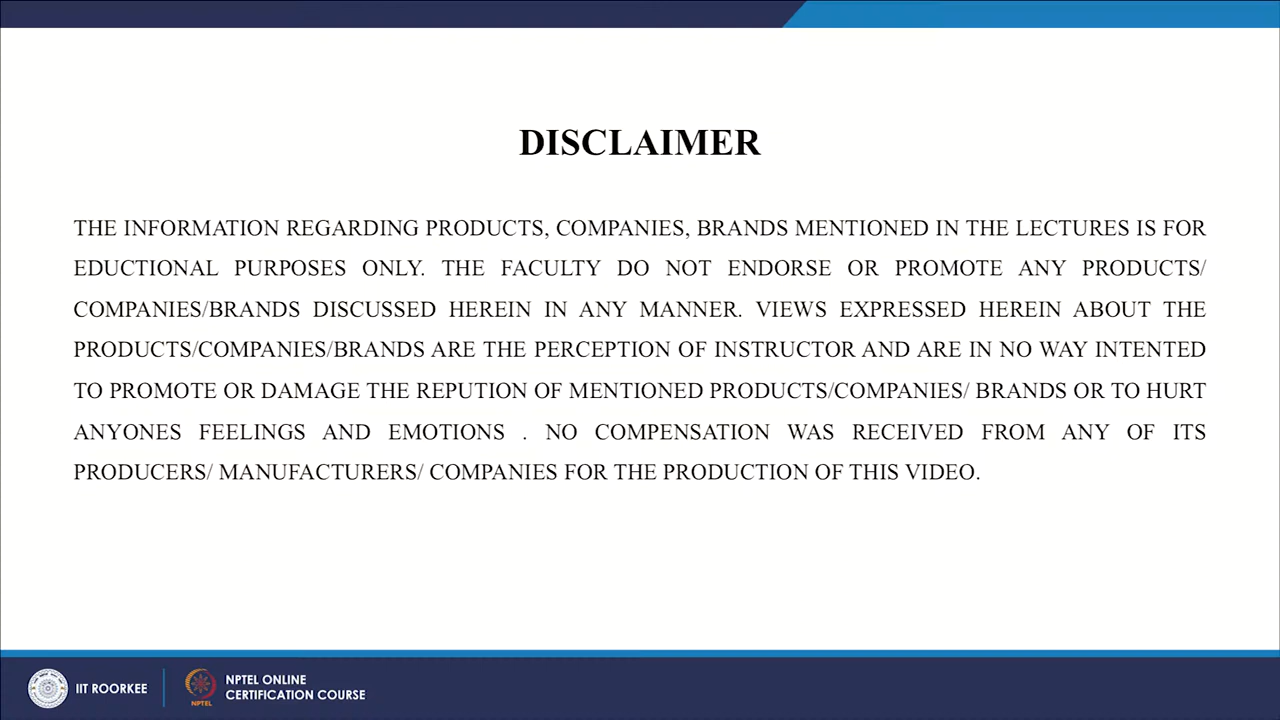 DISCLAIMER
THE INFORMATION REGARDING PRODUCTS, COMPANIES, BRANDS MENTIONED IN THE LECTURES IS FOR
EDUCTIONAL PURPOSES ONLY. THE FACULTY DO NOT ENDORSE OR PROMOTE ANY PRODUCTS/
COMPANIES/BRANDS DISCUSSED HEREIN IN ANY MANNER. VIEWS EXPRESSED HEREIN ABOUT THE
PRODUCTS/COMPANIES/BRANDS ARE THE PERCEPTION OF INSTRUCTOR AND ARE IN NO WAY INTENTED
TO PROMOTE OR DAMAGE THE REPUTION OF MENTIONED PRODUCTS/COMPANIES/ BRANDS OR TO HURT
ANYONES FEELINGS AND EMOTIONS . NO COMPENSATION WAS RECEIVED FROM ANY OF ITS
PRODUCERS/ MANUFACTURERS/ COMPANIES FOR THE PRODUCTION OF THIS VIDEO.
IIT ROORKEE
NPTEL
NPTEL ONLINE
CERTIFICATION COURSE